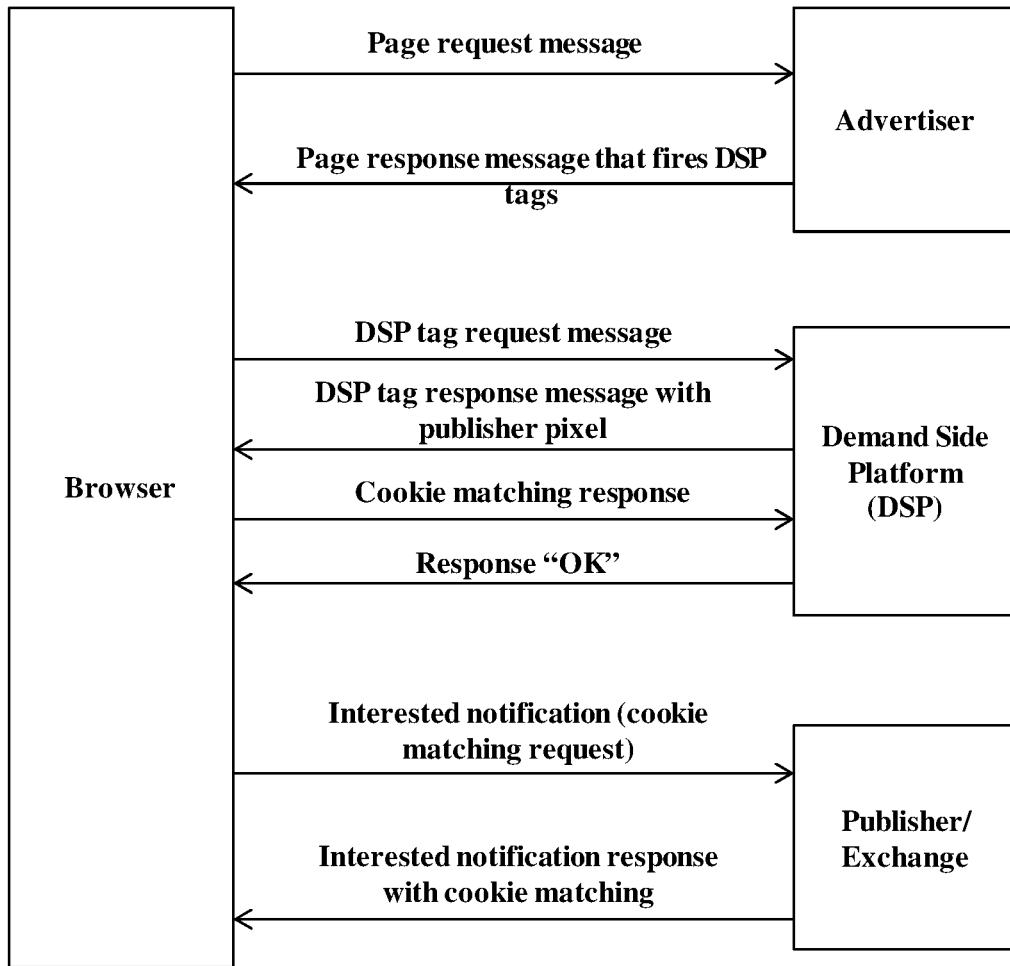 Page request message
Advertiser
Page response message that fires DSP
tags
DSP tag request message
DSP tag response message with
publisher pixel
Browser
Demand Side
Platform
(DSP)
Cookie matching response
Response “OK”
Interested notification (cookie
matching request)
Publisher/
Exchange
Interested notification response
with cookie matching